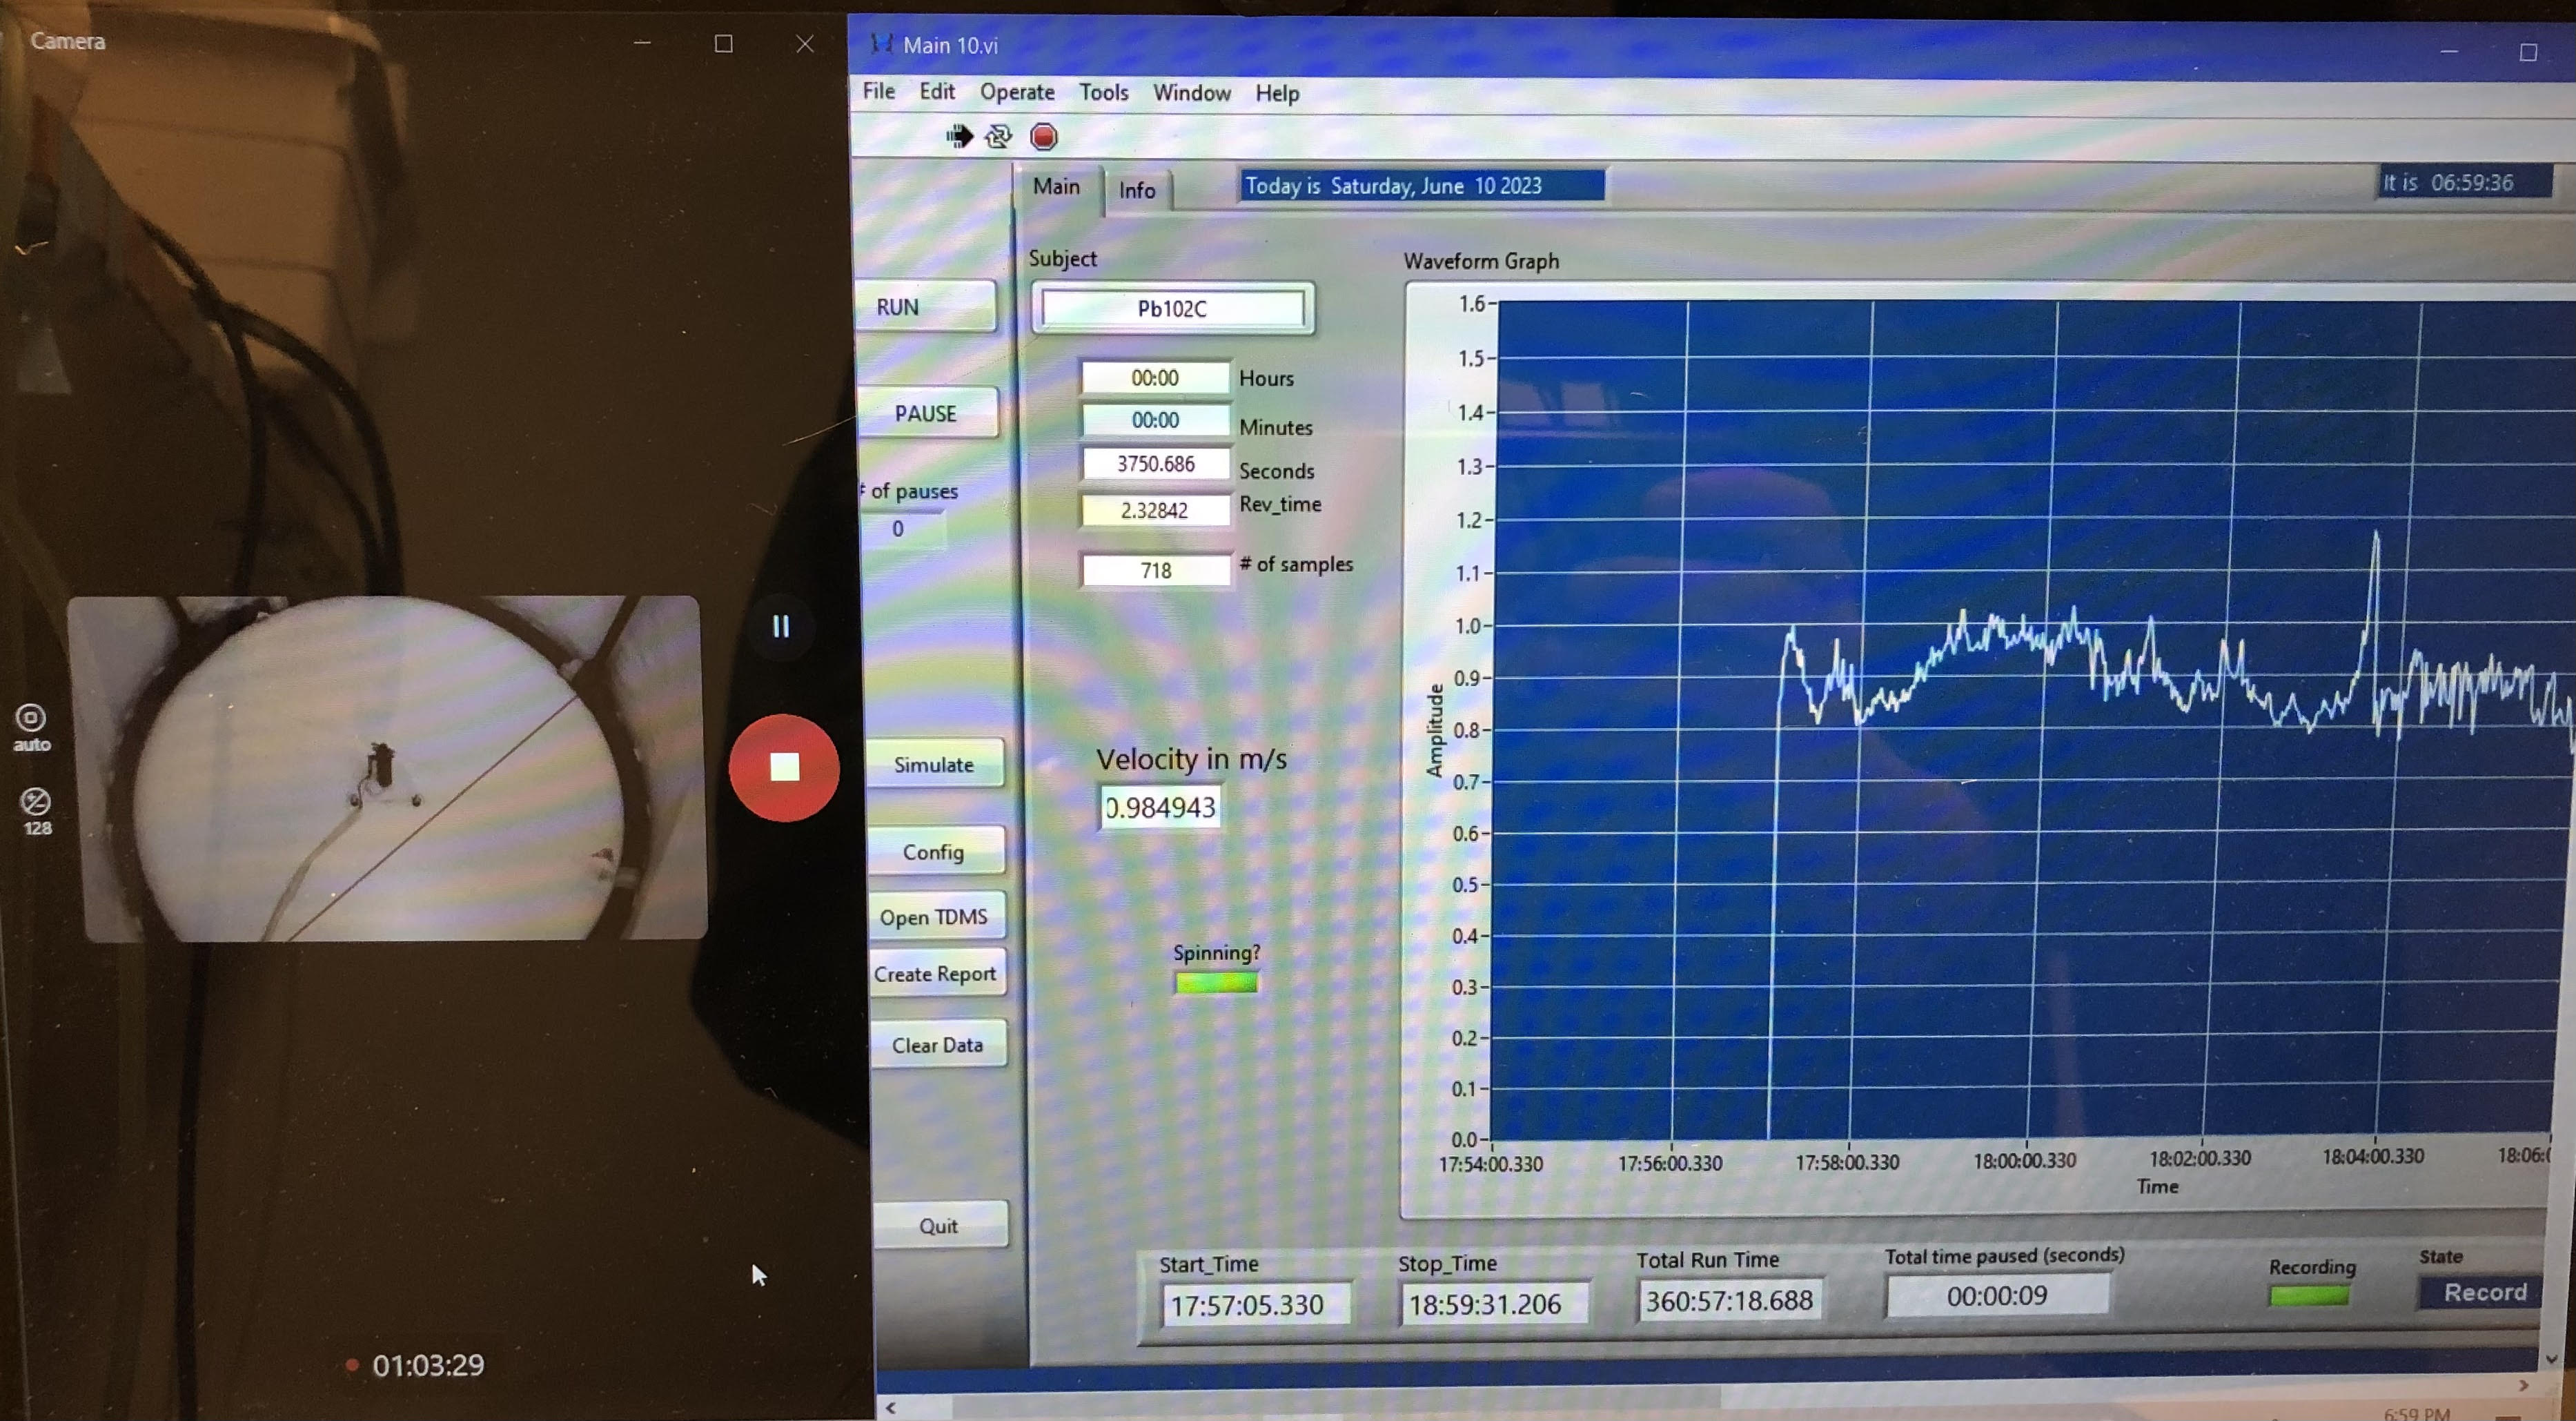 Camera
auto
128
01:03:29
Main 10.vi
File Edit Operate Tools Window Help
Main Info Today is Saturday, June 10 2023 It is 06:59:36
RUN
PAUSE
# of pauses
0
Simulate
Config
Open TDMS
Create Report
Clear Data
Quit
Subject
Pb102C
00:00 Hours
00:00 Minutes
3750.686 Seconds
2.32842 Rev_time
718 # of samples
Velocity in m/s
0.984943
Spinning?
Waveform Graph
1.6
1.5
1.4
1.3
1.2
1.1
1.0
0.9
0.8
0.7
0.6
0.5
0.4
0.3
0.2
0.1
0.0
Amplitude
17:54:00.330 17:56:00.330 17:58:00.330 18:00:00.330 18:02:00.330 18:04:00.330 18:06:0
Time
Start_Time Stop_Time Total Run Time Total time paused (seconds) Recording State
17:57:05.330 18:59:31.206 360:57:18.688 00:00:09 Record
6:59 PM